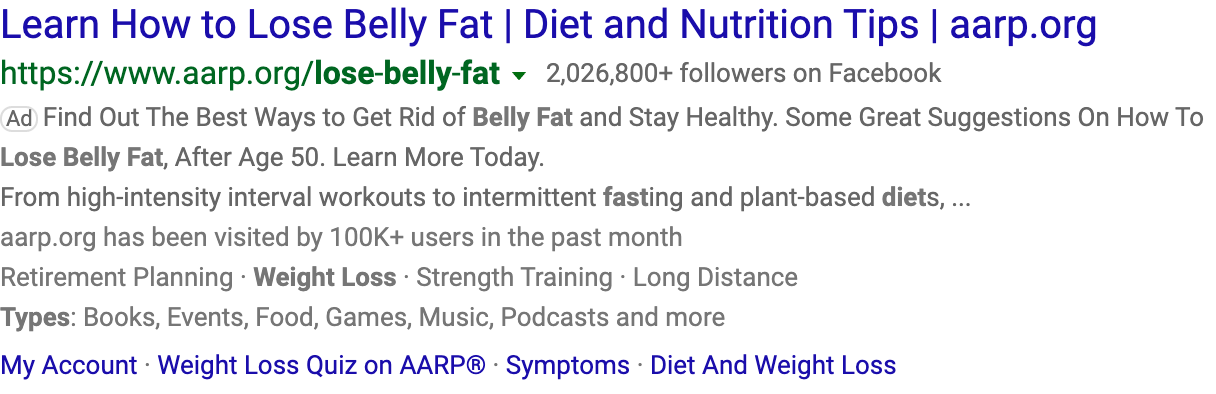 Learn How to Lose Belly Fat | Diet and Nutrition Tips | aarp.org
https://www.aarp.org/lose-belly-fat 2,026,800+ followers on Facebook
Ad Find Out The Best Ways to Get Rid of Belly Fat and Stay Healthy. Some Great Suggestions On How To
Lose Belly Fat, After Age 50. Learn More Today.
From high-intensity interval workouts to intermittent fasting and plant-based diets, ...
aarp.org has been visited by 100K+ users in the past month
Retirement Planning · Weight Loss · Strength Training · Long Distance
Types: Books, Events, Food, Games, Music, Podcasts and more
My Account · Weight Loss Quiz on AARP® · Symptoms · Diet And Weight Loss